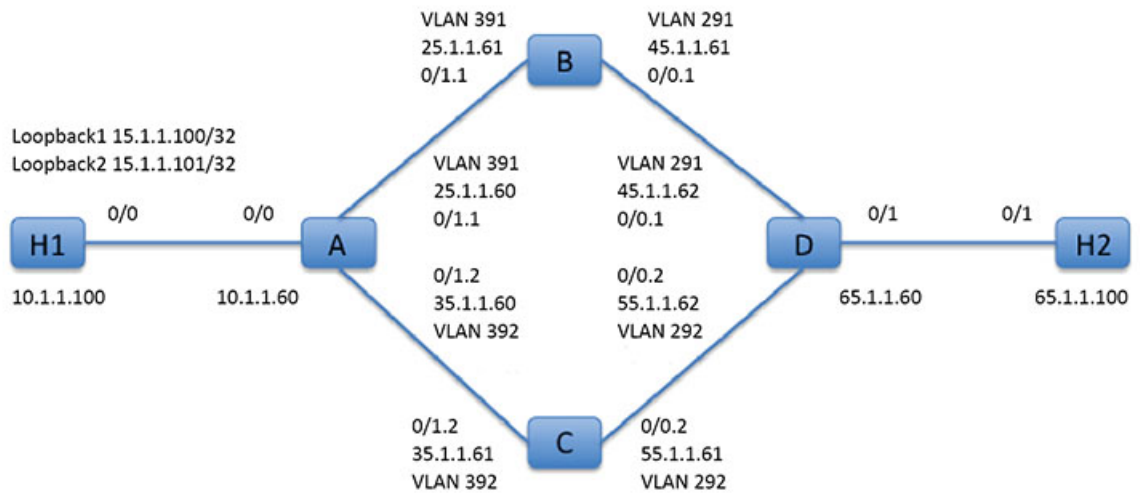 VLAN 391
25.1.1.61
0/1.1
B
VLAN 291
45.1.1.61
0/0.1
Loopback1 15.1.1.100/32
Loopback2 15.1.1.101/32
VLAN 391
25.1.1.60
0/1.1
VLAN 291
45.1.1.62
0/0.1
H1
0/0
0/0
A
D
0/1
0/1
H2
10.1.1.100
10.1.1.60
0/1.2
35.1.1.60
VLAN 392
0/0.2
55.1.1.62
VLAN 292
65.1.1.60
65.1.1.100
0/1.2
35.1.1.61
VLAN 392
C
0/0.2
55.1.1.61
VLAN 292